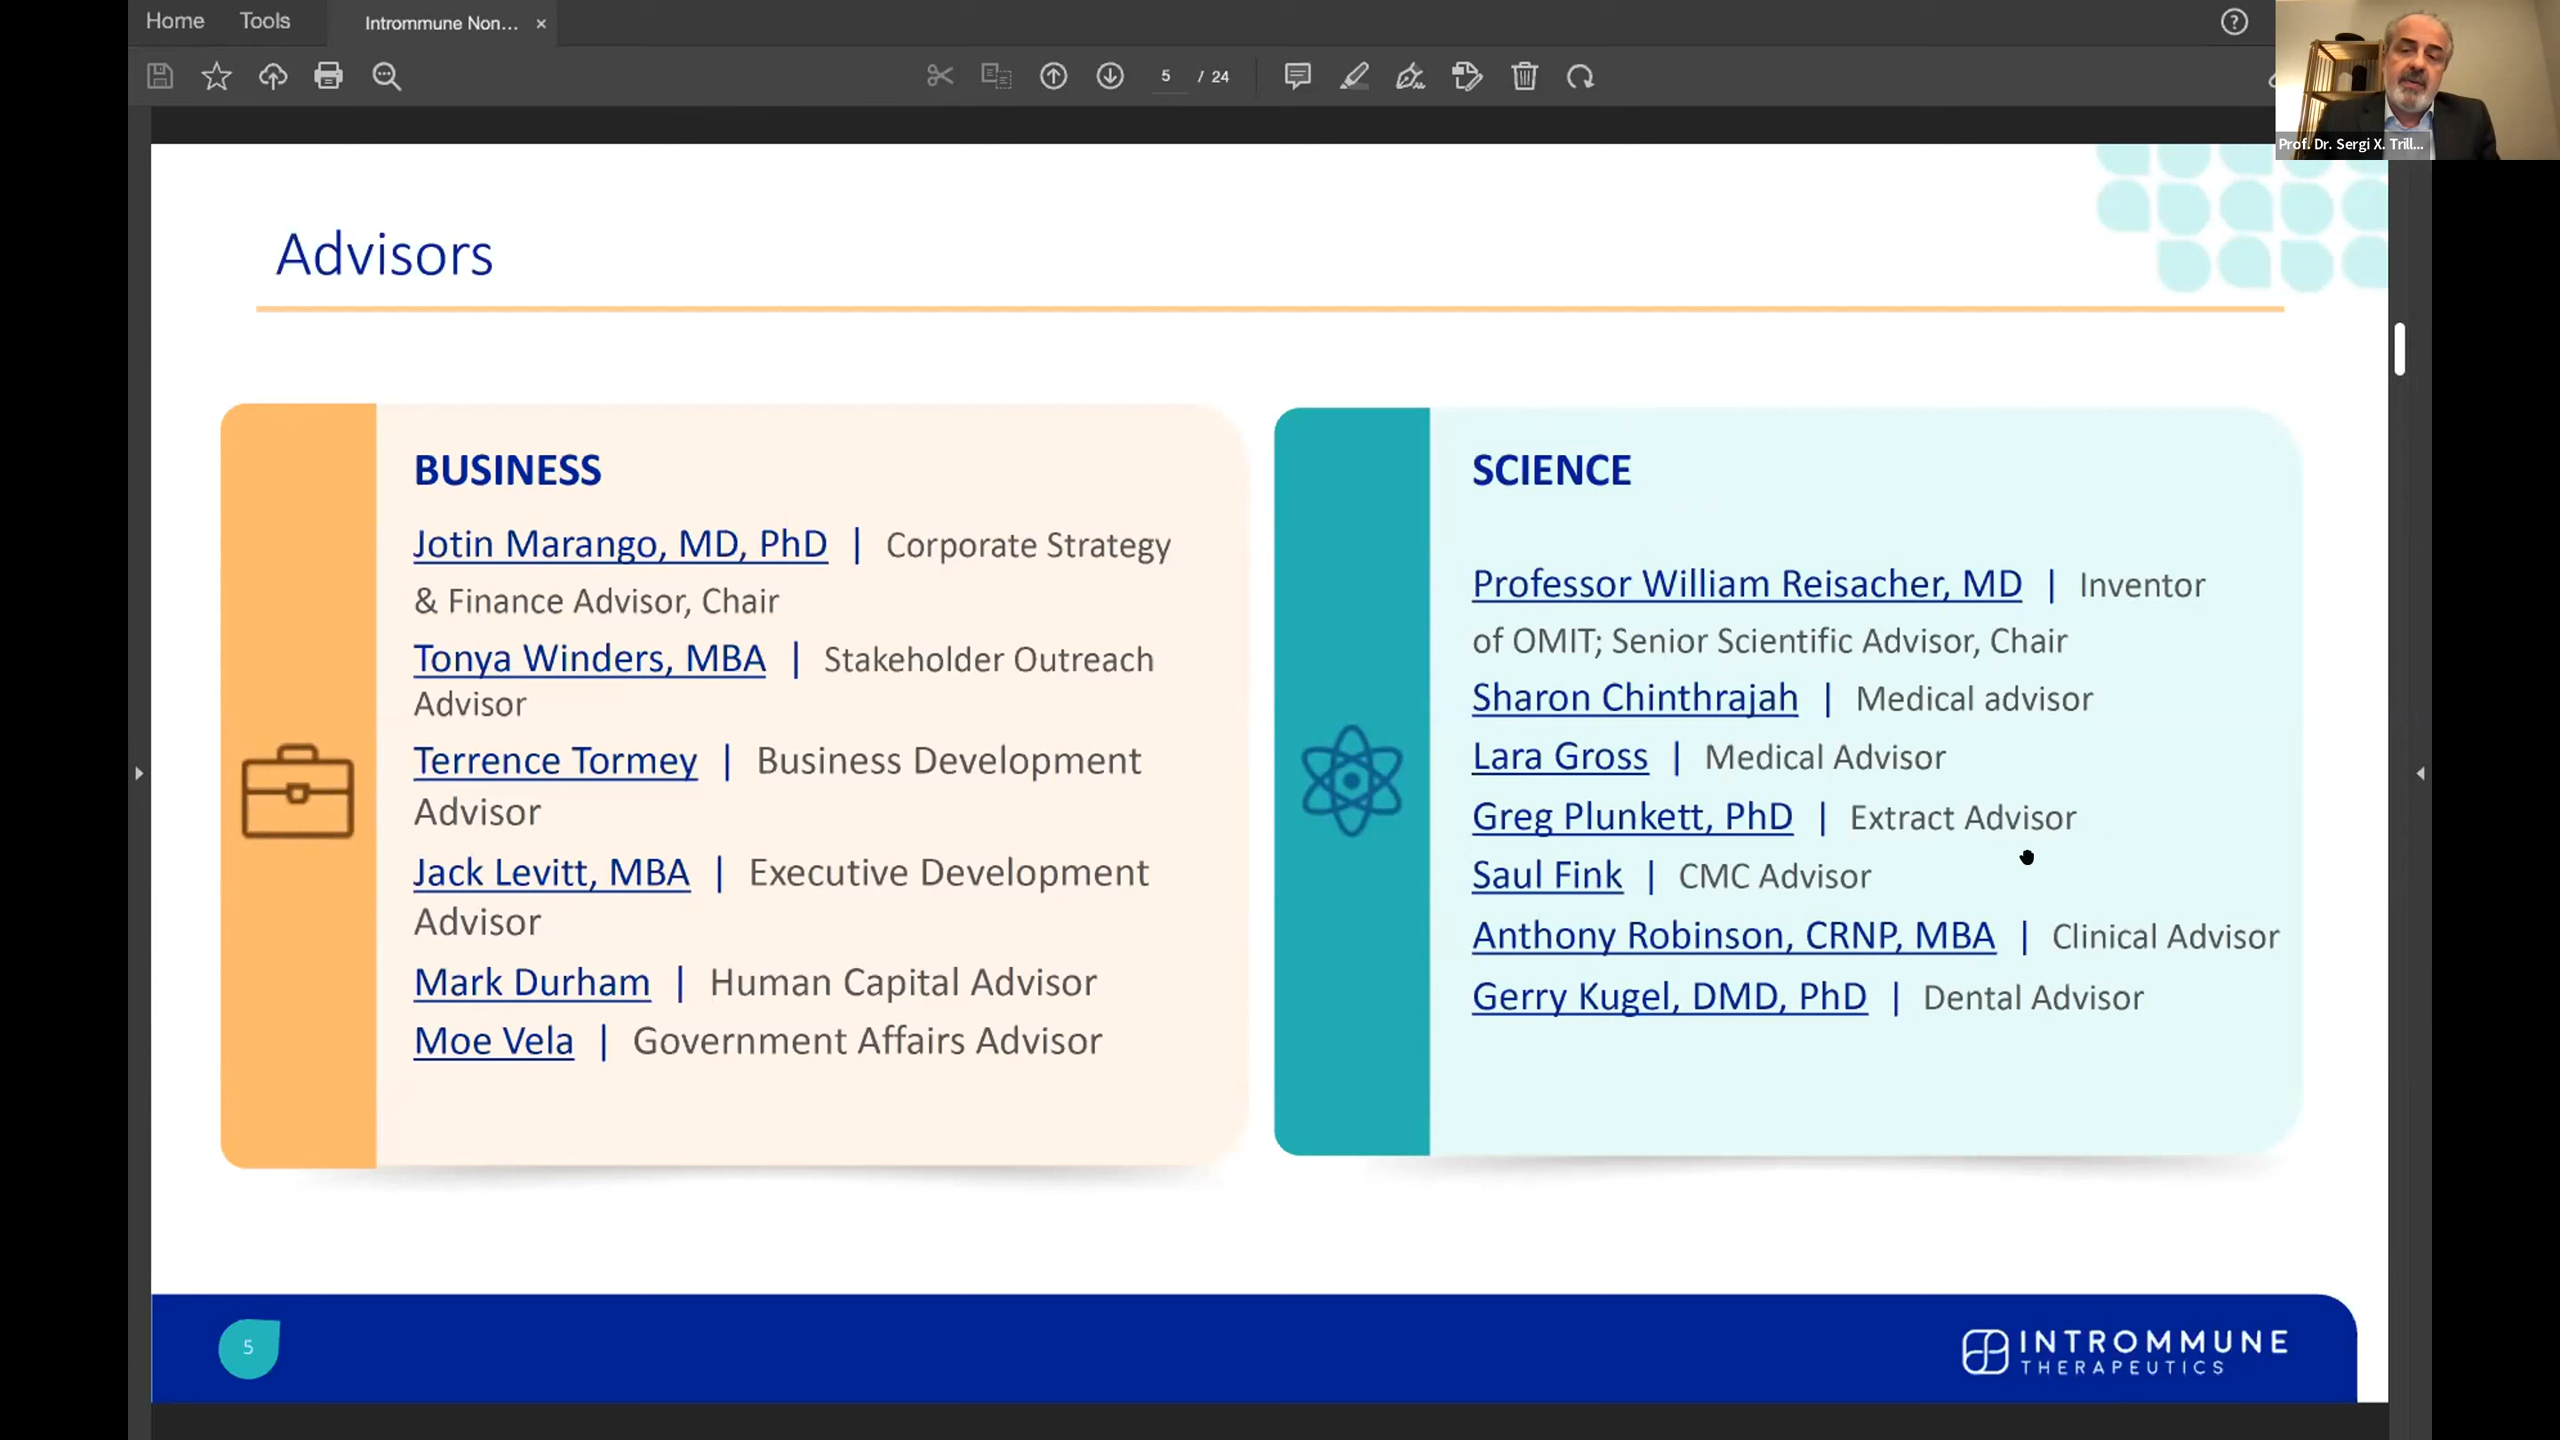 Home Tools Intrommune Non...
5 / 24
Prof. Dr. Sergi X. Trill...
Advisors
BUSINESS
Jotin Marango, MD, PhD | Corporate Strategy
& Finance Advisor, Chair
Tonya Winders, MBA | Stakeholder Outreach
Advisor
Terrence Tormey | Business Development
Advisor
Jack Levitt, MBA | Executive Development
Advisor
Mark Durham | Human Capital Advisor
Moe Vela | Government Affairs Advisor
SCIENCE
Professor William Reisacher, MD | Inventor
of OMIT; Senior Scientific Advisor, Chair
Sharon Chinthrajah | Medical advisor
Lara Gross | Medical Advisor
Greg Plunkett, PhD | Extract Advisor
Saul Fink | CMC Advisor
Anthony Robinson, CRNP, MBA | Clinical Advisor
Gerry Kugel, DMD, PhD | Dental Advisor
5
INTROMMUNE
THERAPEUTICS